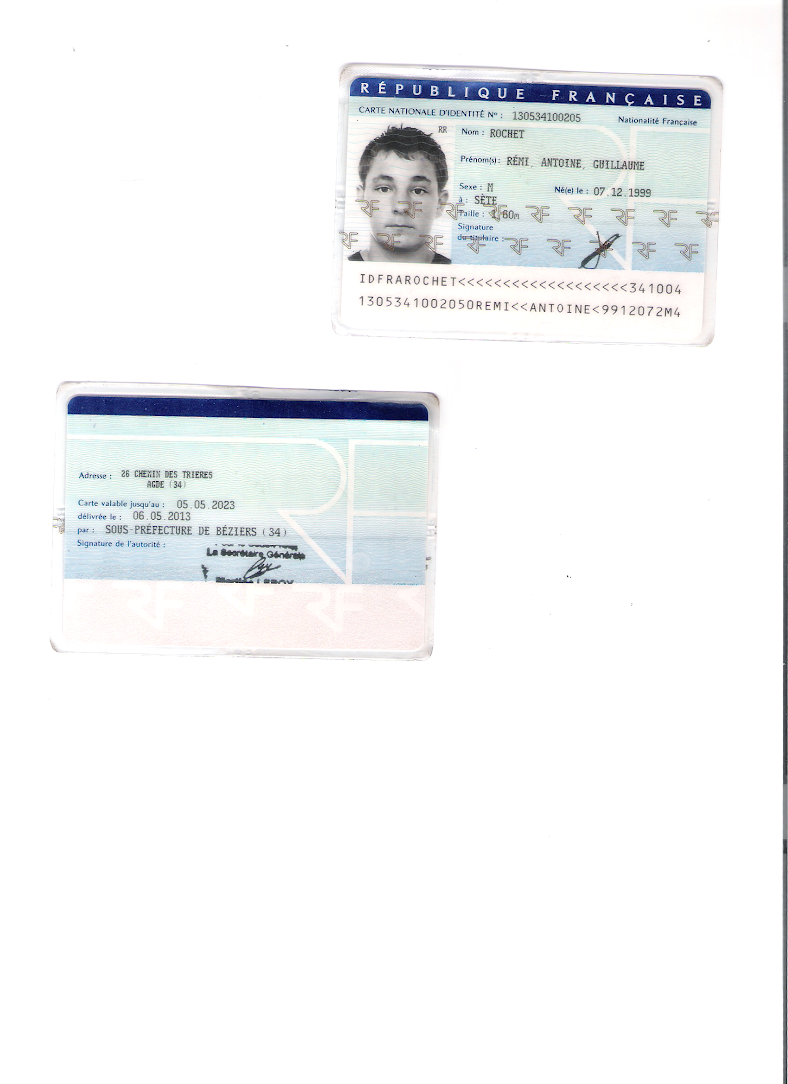 RÉPUBLIQUE FRANÇAISE
CARTE NATIONALE D'IDENTITÉ Nº : 130534100205 Nationalité Française
RR Nom : ROCHET
Prénom(s) : RÉMI, ANTOINE, GUILLAUME
Sexe : M Né(e) le : 07.12.1999
à : SÈTE
Taille : 1,60m
Signature
du titulaire :
IDFRAROCHET<<<<<<<<<<<<<<<<<<<341004
1305341002050REMI<<ANTOINE<9912072M4
Adresse : 26 CHEMIN DES TRIERES
AGDE (34)
Carte valable jusqu'au : 05.05.2023
délivrée le : 06.05.2013
par : SOUS-PRÉFECTURE DE BÉZIERS (34)
Signature de l'autorité :
La Secrétaire Générale
LEROY